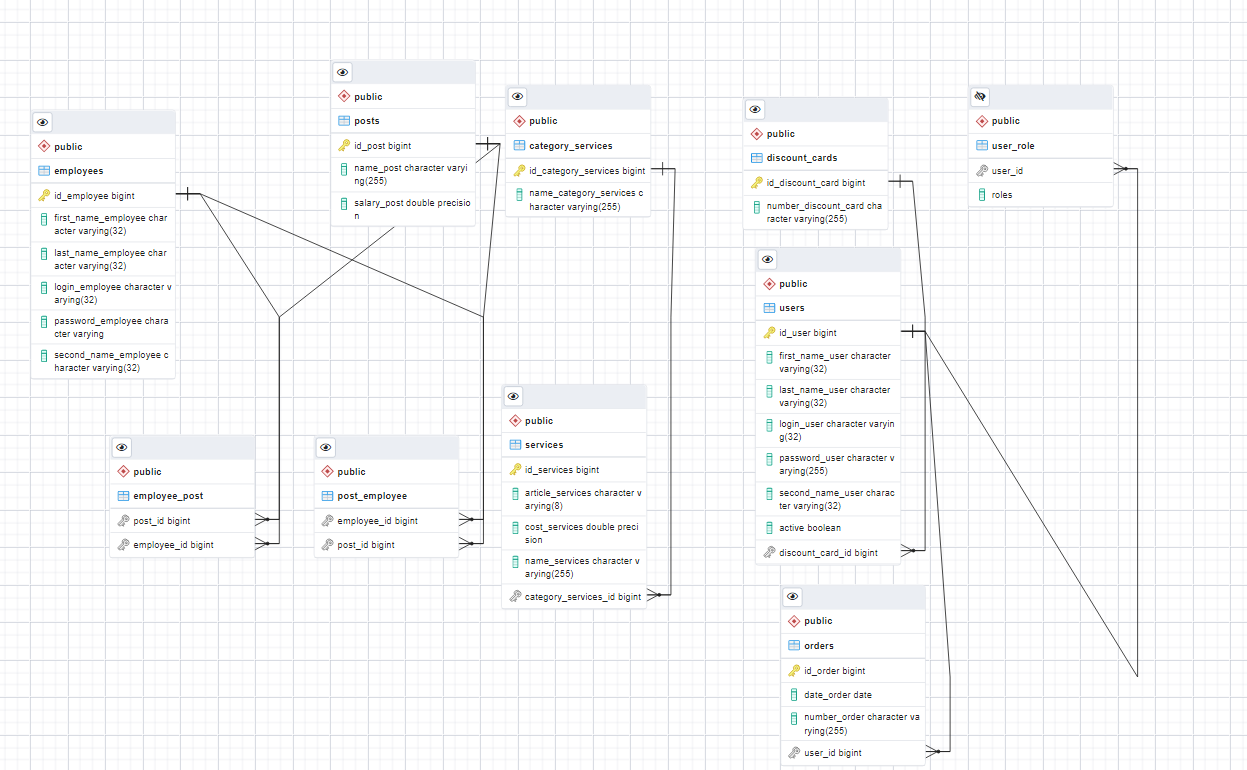 public
employees
id_employee bigint
first_name_employee char
acter varying(32)
last_name_employee char
acter varying(32)
login_employee character v
arying(32)
password_employee chara
cter varying
second_name_employee c
haracter varying(32)
public
posts
id_post bigint
name_post character varyi
ng(255)
salary_post double precisio
n
public
category_services
id_category_services bigint
name_category_services c
haracter varying(255)
public
discount_cards
id_discount_card bigint
number_discount_card cha
racter varying(255)
public
user_role
user_id
roles
public
users
id_user bigint
first_name_user character
varying(32)
last_name_user character
varying(32)
login_user character varyin
g(32)
password_user character v
arying(255)
second_name_user charac
ter varying(32)
active boolean
discount_card_id bigint
public
employee_post
post_id bigint
employee_id bigint
public
post_employee
employee_id bigint
post_id bigint
public
services
id_services bigint
article_services character v
arying(8)
cost_services double preci
sion
name_services character v
arying(255)
category_services_id bigint
public
orders
id_order bigint
date_order date
number_order character va
rying(255)
user_id bigint